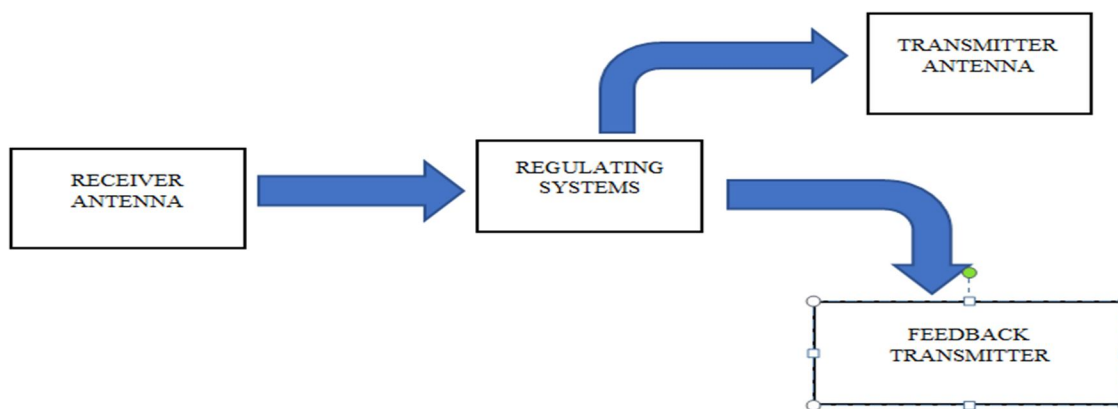 TRANSMITTER
ANTENNA
RECEIVER
ANTENNA
REGULATING
SYSTEMS
FEEDBACK
TRANSMITTER